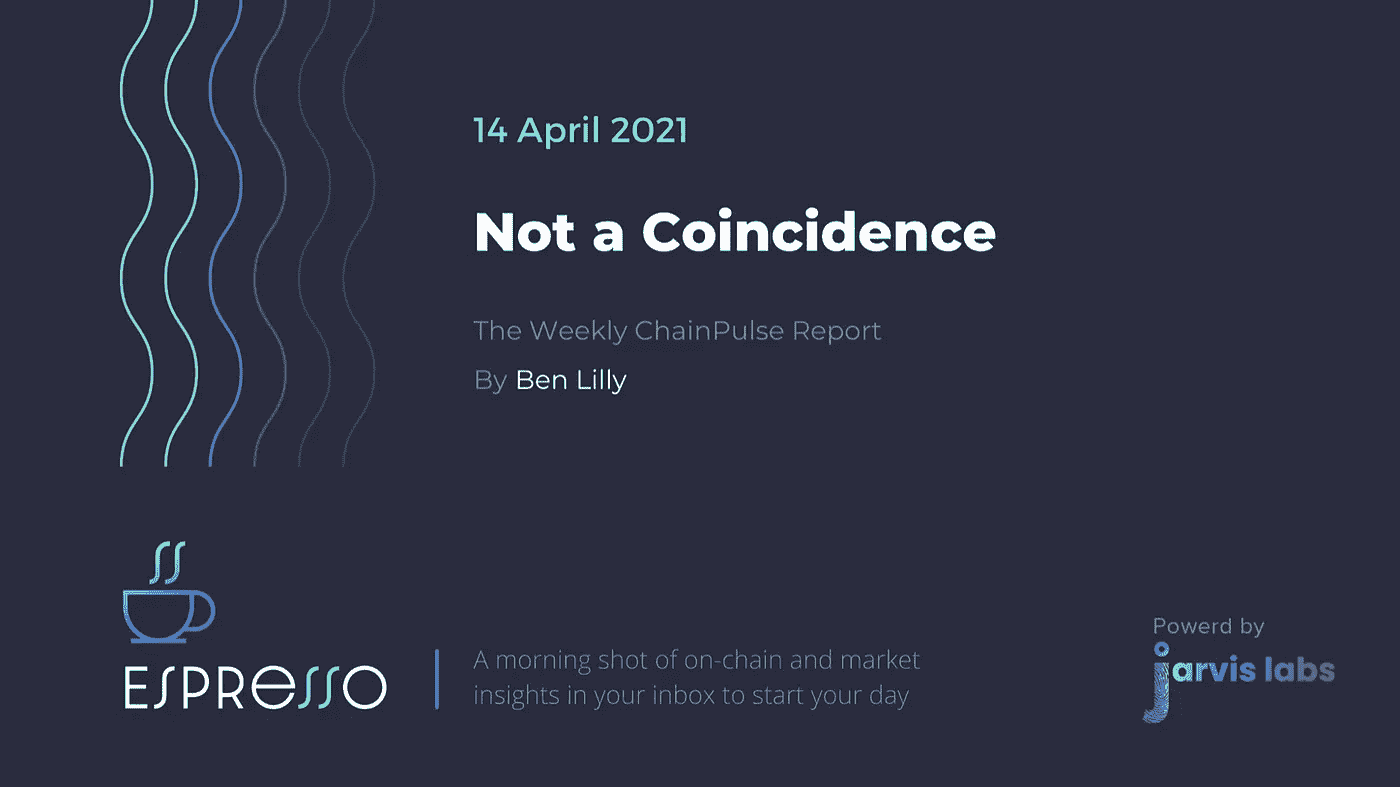 14 April 2021
Not a Coincidence
The Weekly ChainPulse Report
By Ben Lilly
ESPRESSO
A morning shot of on-chain and market
insights in your inbox to start your day
Powerd by
jarvis labs